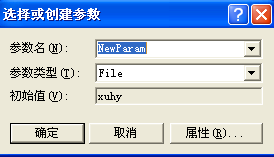 选择或创建参数
参数名(N): NewParam
参数类型(T): File
初始值(V): xuhy
确定 取消 属性(R)...